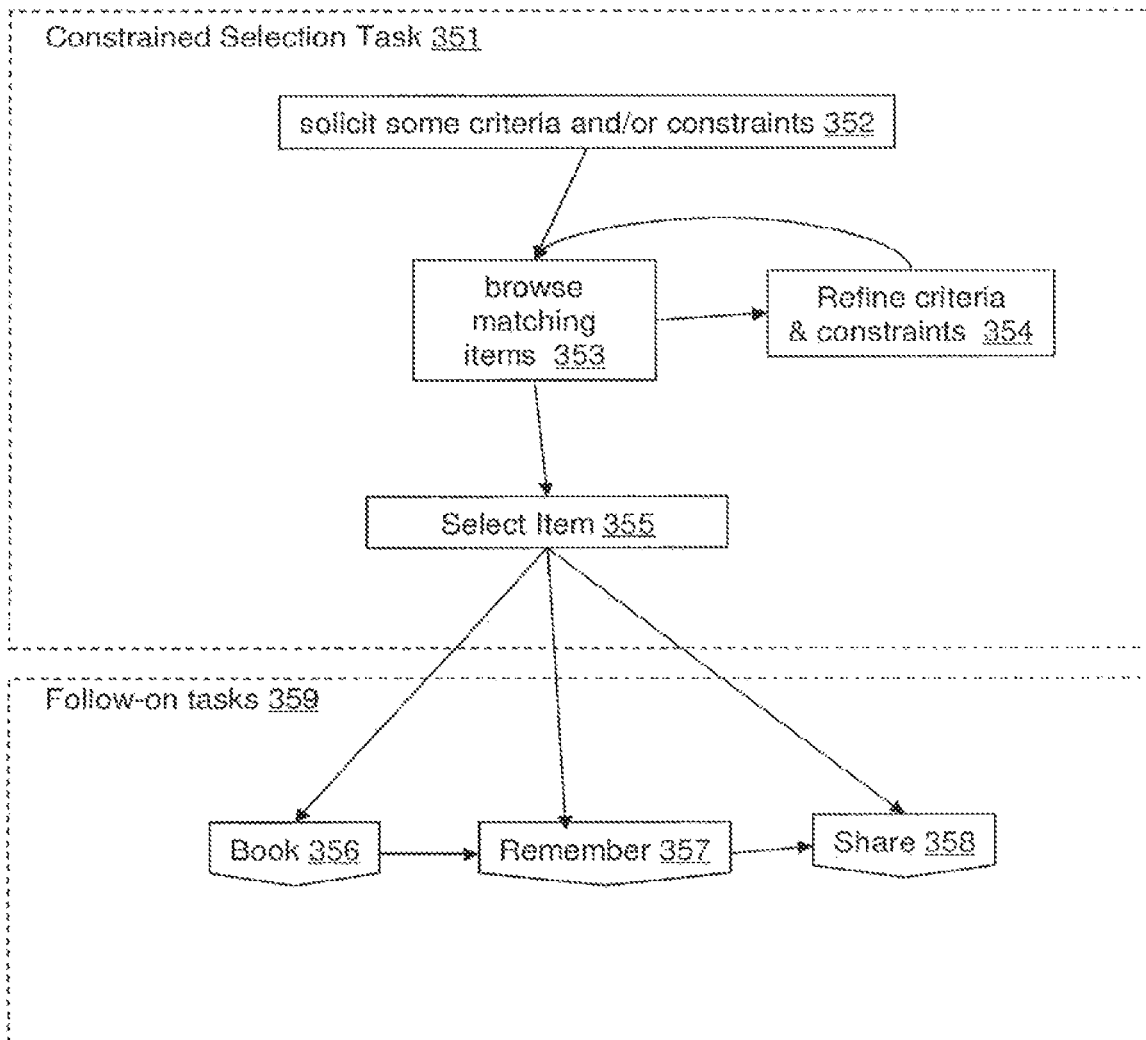 Constrained Selection Task 351
solicit some criteria and/or constraints 352
browse
matching
items 353
Refine criteria
& constraints 354
Select Item 355
Follow-on tasks 359
Book 356
Remember 357
Share 358